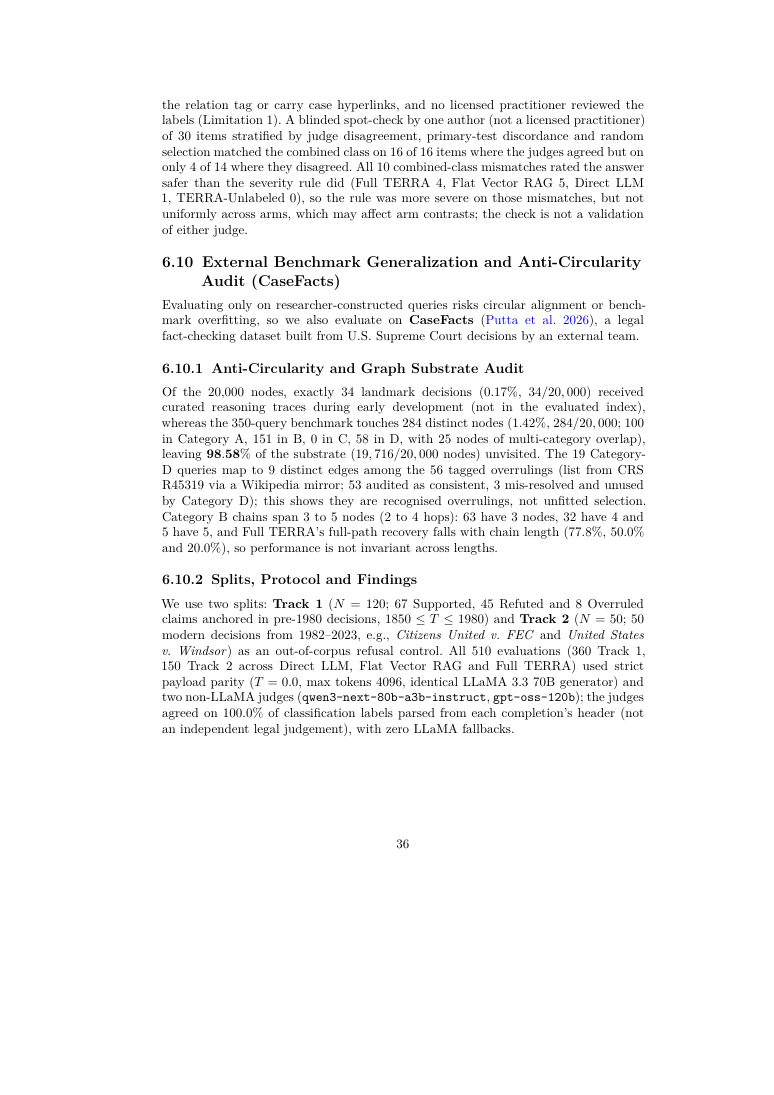 the relation tag or carry case hyperlinks, and no licensed practitioner reviewed the
labels (Limitation 1). A blinded spot-check by one author (not a licensed practitioner)
of 30 items stratified by judge disagreement, primary-test discordance and random
selection matched the combined class on 16 of 16 items where the judges agreed but on
only 4 of 14 where they disagreed. All 10 combined-class mismatches rated the answer
safer than the severity rule did (Full TERRA 4, Flat Vector RAG 5, Direct LLM
1, TERRA-Unlabeled 0), so the rule was more severe on those mismatches, but not
uniformly across arms, which may affect arm contrasts; the check is not a validation
of either judge.
6.10 External Benchmark Generalization and Anti-Circularity
Audit (CaseFacts)
Evaluating only on researcher-constructed queries risks circular alignment or bench-
mark overfitting, so we also evaluate on CaseFacts (Putta et al. 2026), a legal
fact-checking dataset built from U.S. Supreme Court decisions by an external team.
6.10.1 Anti-Circularity and Graph Substrate Audit
Of the 20,000 nodes, exactly 34 landmark decisions (0.17%, 34/20, 000) received
curated reasoning traces during early development (not in the evaluated index),
whereas the 350-query benchmark touches 284 distinct nodes (1.42%, 284/20, 000; 100
in Category A, 151 in B, 0 in C, 58 in D, with 25 nodes of multi-category overlap),
leaving 98.58% of the substrate (19, 716/20, 000 nodes) unvisited. The 19 Category-
D queries map to 9 distinct edges among the 56 tagged overrulings (list from CRS
R45319 via a Wikipedia mirror; 53 audited as consistent, 3 mis-resolved and unused
by Category D); this shows they are recognised overrulings, not unfitted selection.
Category B chains span 3 to 5 nodes (2 to 4 hops): 63 have 3 nodes, 32 have 4 and
5 have 5, and Full TERRA's full-path recovery falls with chain length (77.8%, 50.0%
and 20.0%), so performance is not invariant across lengths.
6.10.2 Splits, Protocol and Findings
We use two splits: Track 1 (N = 120; 67 Supported, 45 Refuted and 8 Overruled
claims anchored in pre-1980 decisions, 1850 ≤ T ≤ 1980) and Track 2 (N = 50; 50
modern decisions from 1982–2023, e.g., Citizens United v. FEC and United States
v. Windsor) as an out-of-corpus refusal control. All 510 evaluations (360 Track 1,
150 Track 2 across Direct LLM, Flat Vector RAG and Full TERRA) used strict
payload parity (T = 0.0, max tokens 4096, identical LLaMA 3.3 70B generator) and
two non-LLaMA judges (qwen3-next-80b-a3b-instruct, gpt-oss-120b); the judges
agreed on 100.0% of classification labels parsed from each completion's header (not
an independent legal judgement), with zero LLaMA fallbacks.
36